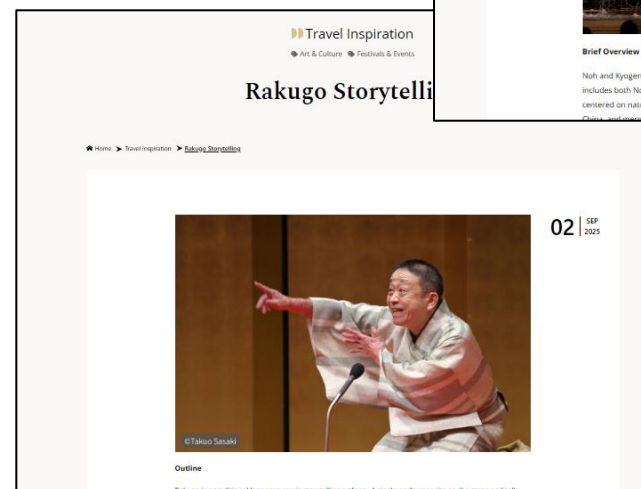 Travel Inspiration
Art & Culture Festivals & Events
Rakugo Storytelli
Home Travel Inspiration Rakugo Storytelling
02 SEP
2025
©Takuo Sasaki
Outline
Brief Overview
Noh and Kyogen
includes both No
centered on natu